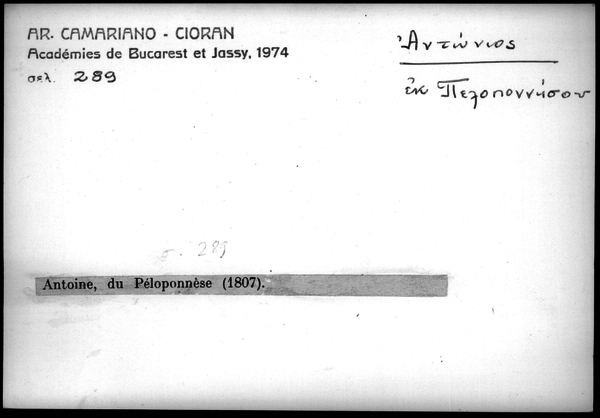 AR. CAMARIANO - CIORAN
Académies de Bucarest et Jassy, 1974
σελ. 289
Ἀντώνιος
ἐκ Πελοποννήσου
σ. 289
Antoine, du Péloponnèse (1807).